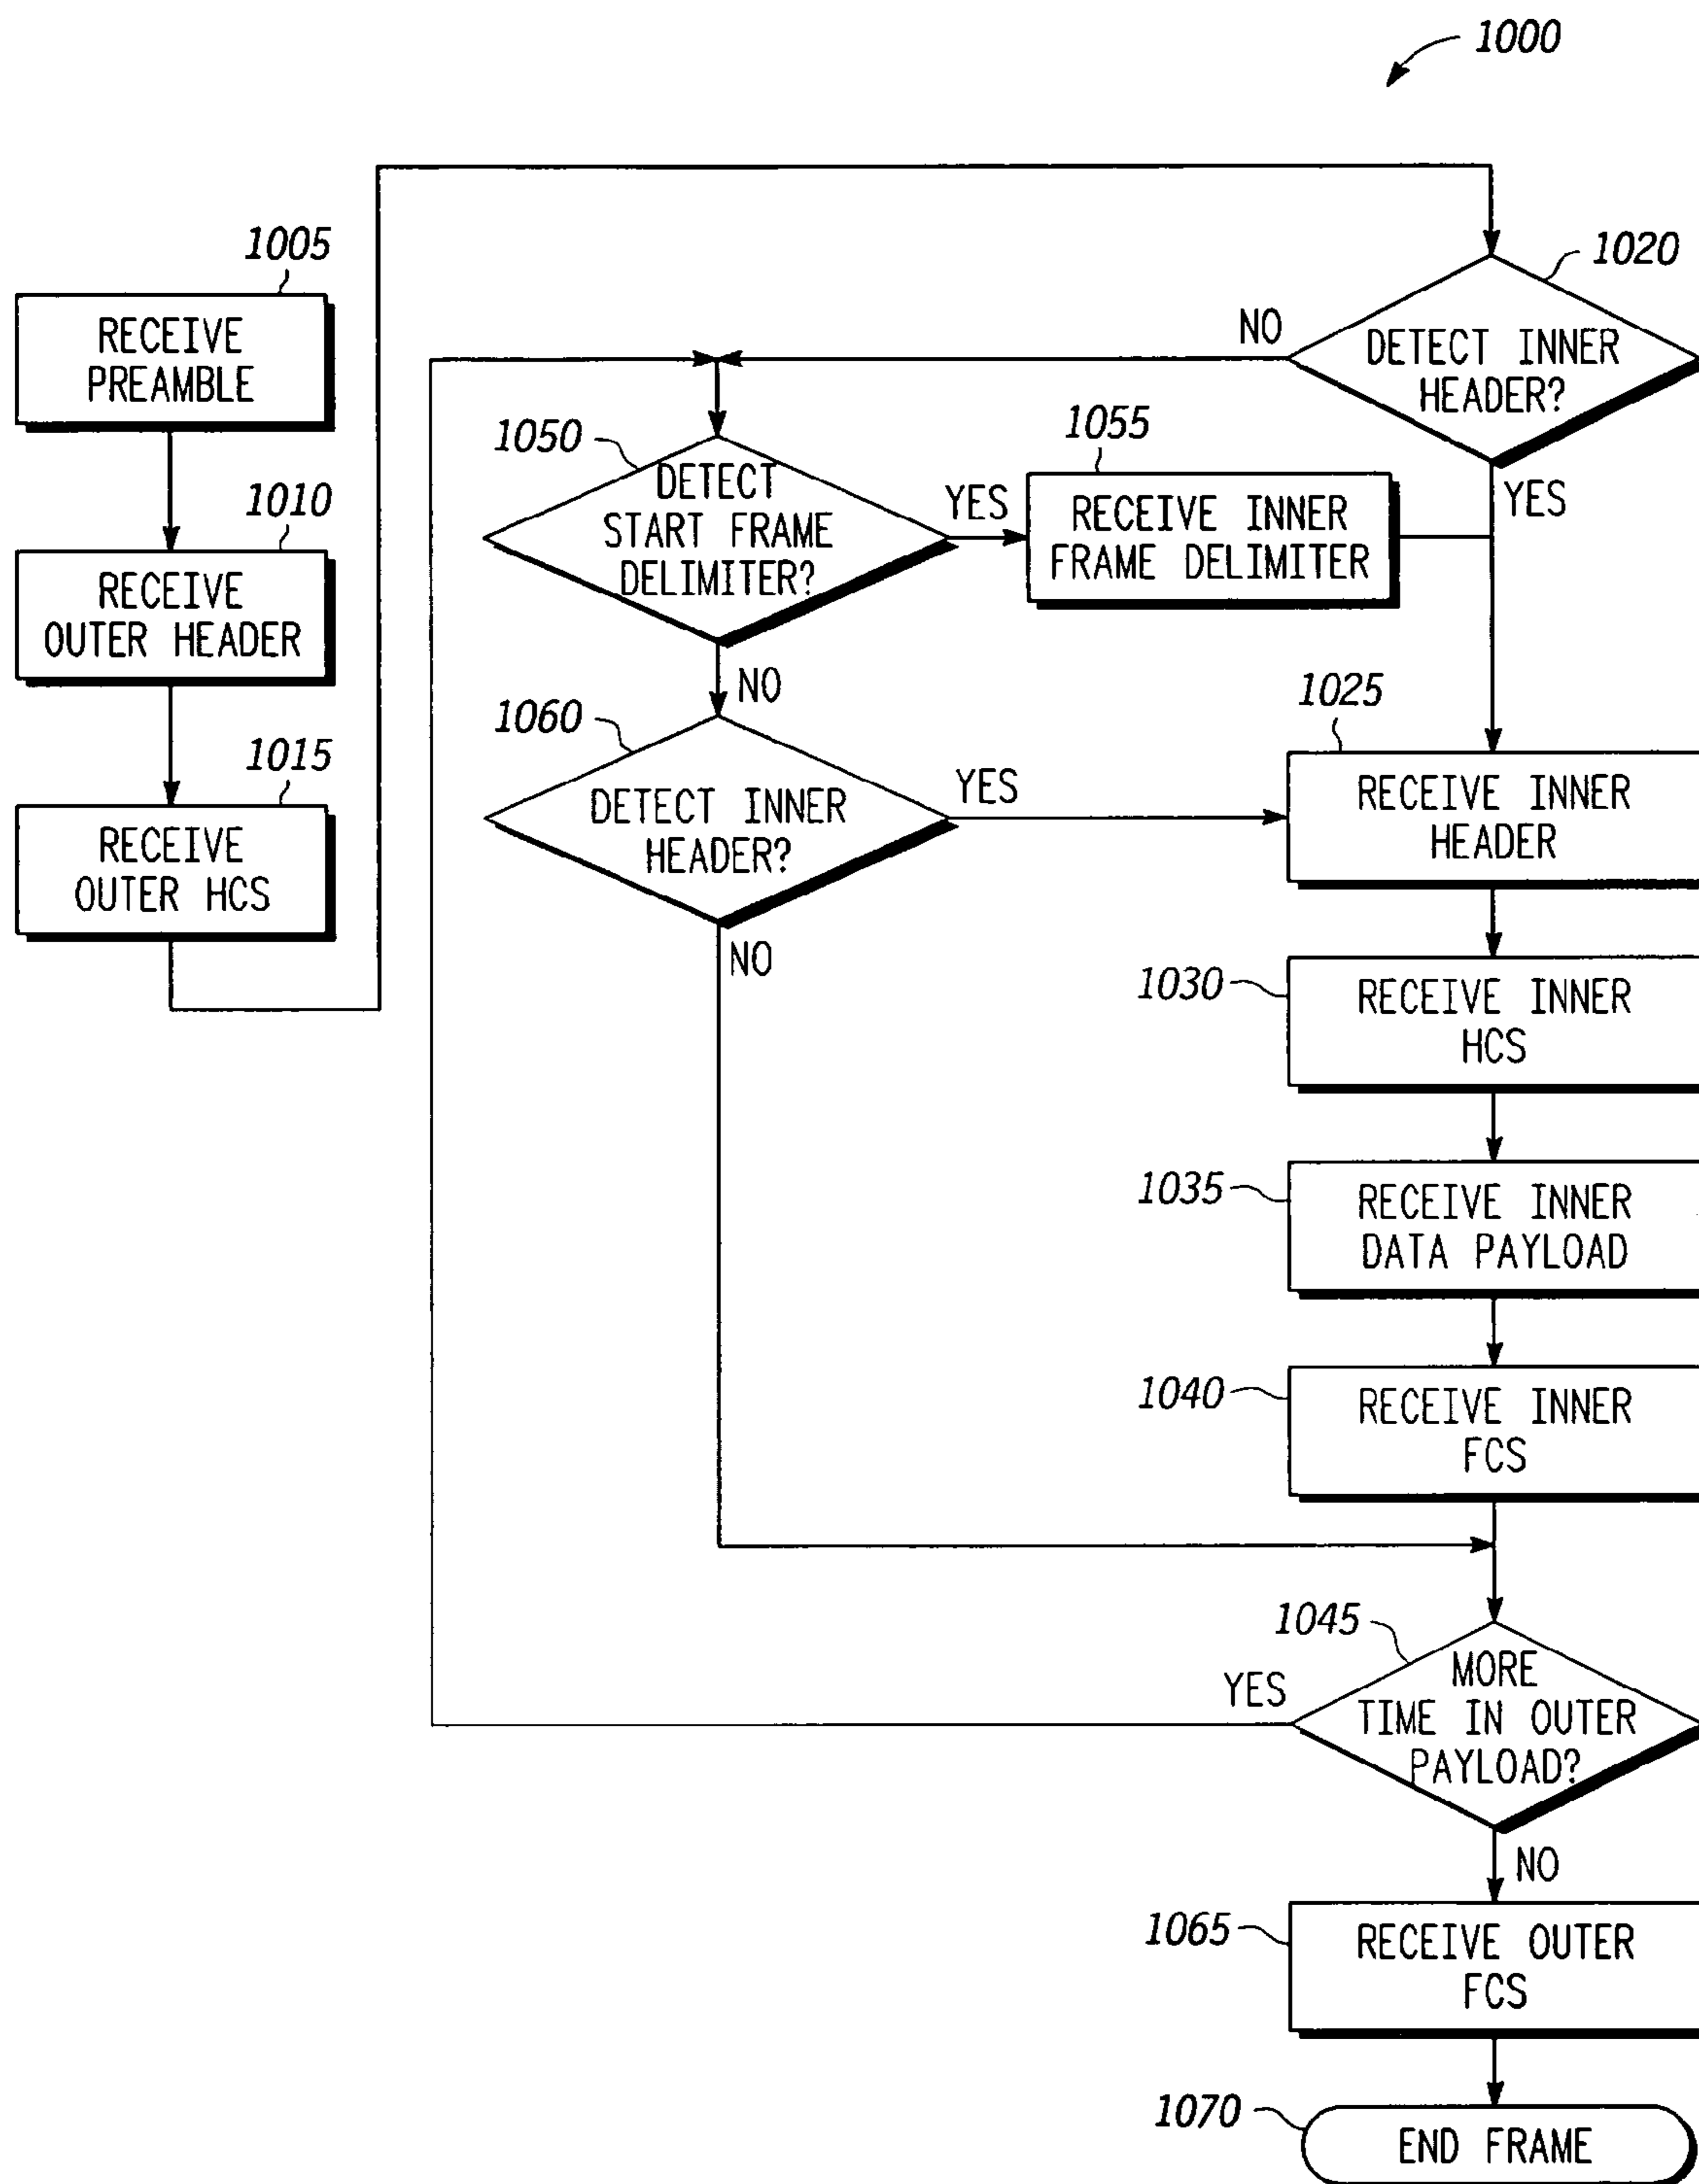 1000
1005
RECEIVE
PREAMBLE
1010
RECEIVE
OUTER HEADER
1015
RECEIVE
OUTER HCS
1020
DETECT INNER
HEADER?
NO
YES
1050
DETECT
START FRAME
DELIMITER?
YES
NO
1055
RECEIVE INNER
FRAME DELIMITER
1060
DETECT INNER
HEADER?
YES
NO
1025
RECEIVE INNER
HEADER
1030
RECEIVE INNER
HCS
1035
RECEIVE INNER
DATA PAYLOAD
1040
RECEIVE INNER
FCS
1045
MORE
TIME IN OUTER
PAYLOAD?
YES
NO
1065
RECEIVE OUTER
FCS
1070
END FRAME